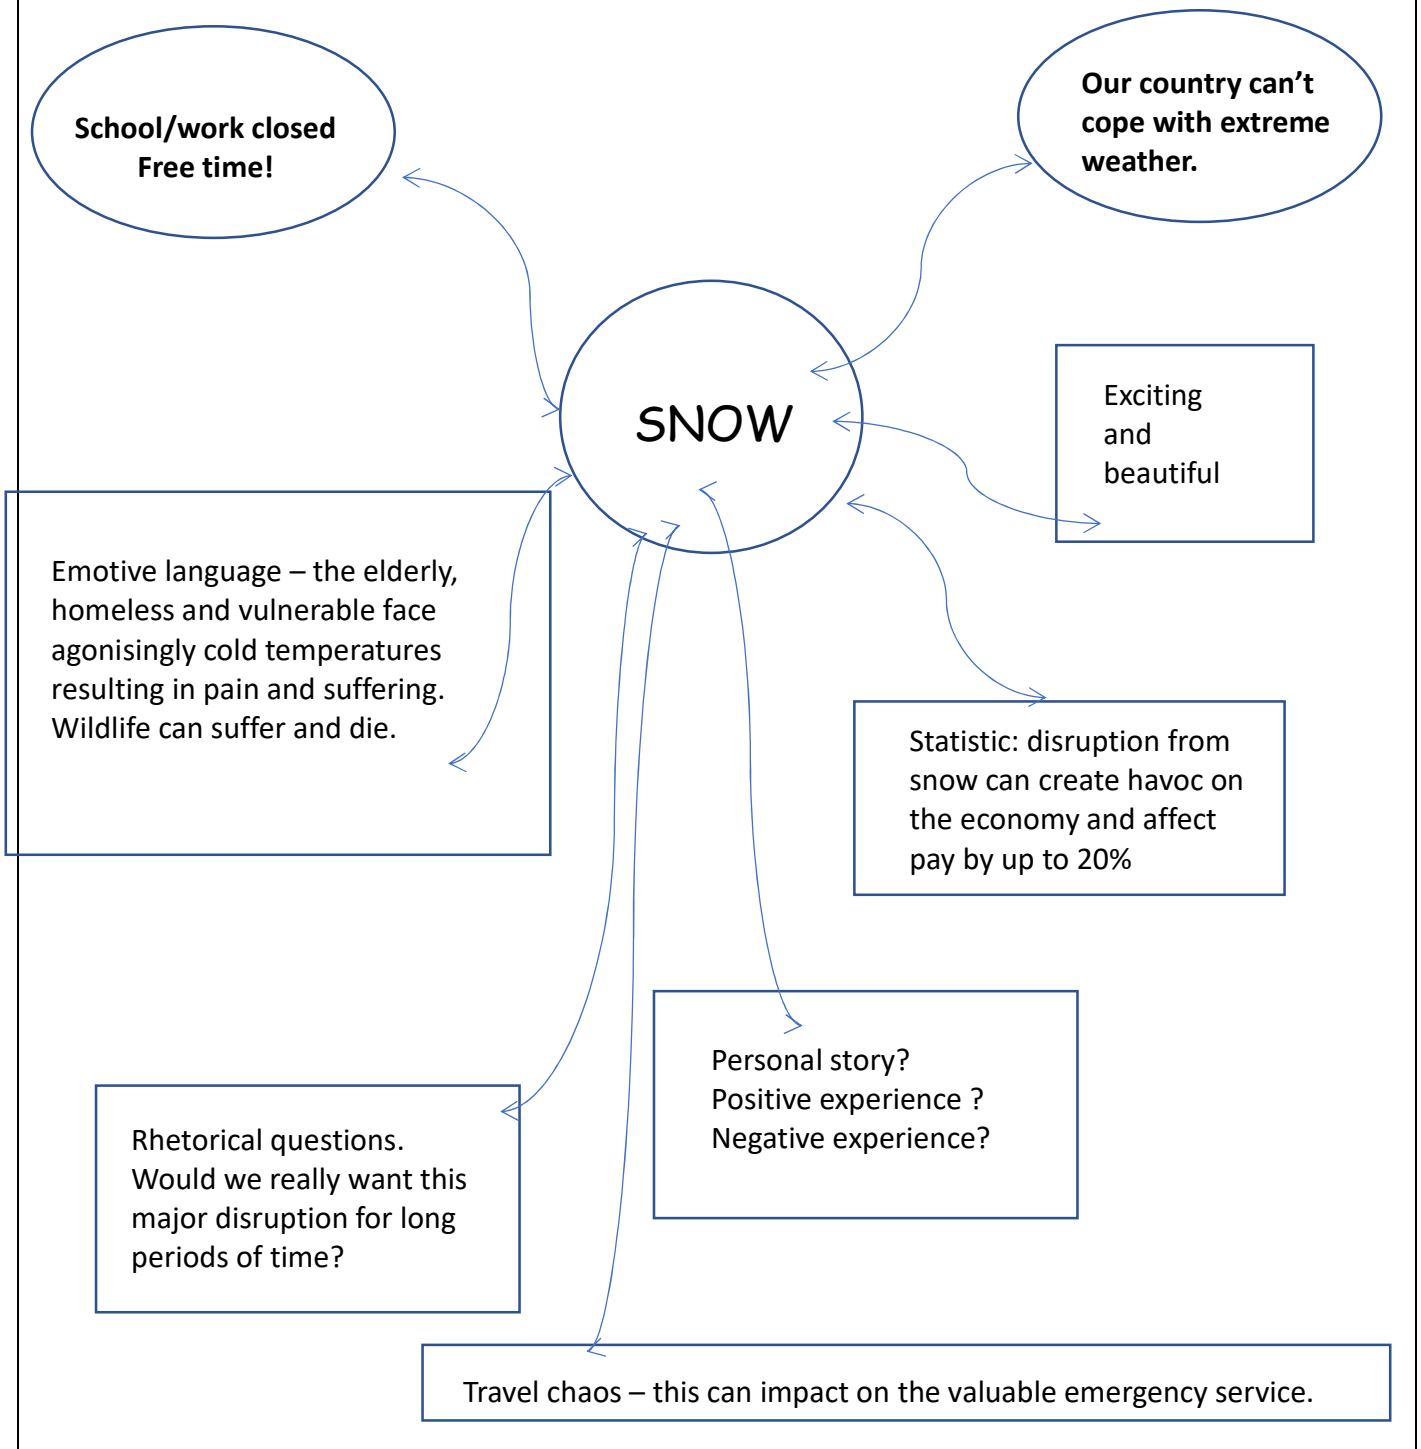 School/work closed
Free time!
Our country can’t
cope with extreme
weather.
SNOW
Exciting
and
beautiful
Emotive language – the elderly,
homeless and vulnerable face
agonisingly cold temperatures
resulting in pain and suffering.
Wildlife can suffer and die.
Statistic: disruption from
snow can create havoc on
the economy and affect
pay by up to 20%
Personal story?
Positive experience ?
Negative experience?
Rhetorical questions.
Would we really want this
major disruption for long
periods of time?
Travel chaos – this can impact on the valuable emergency service.